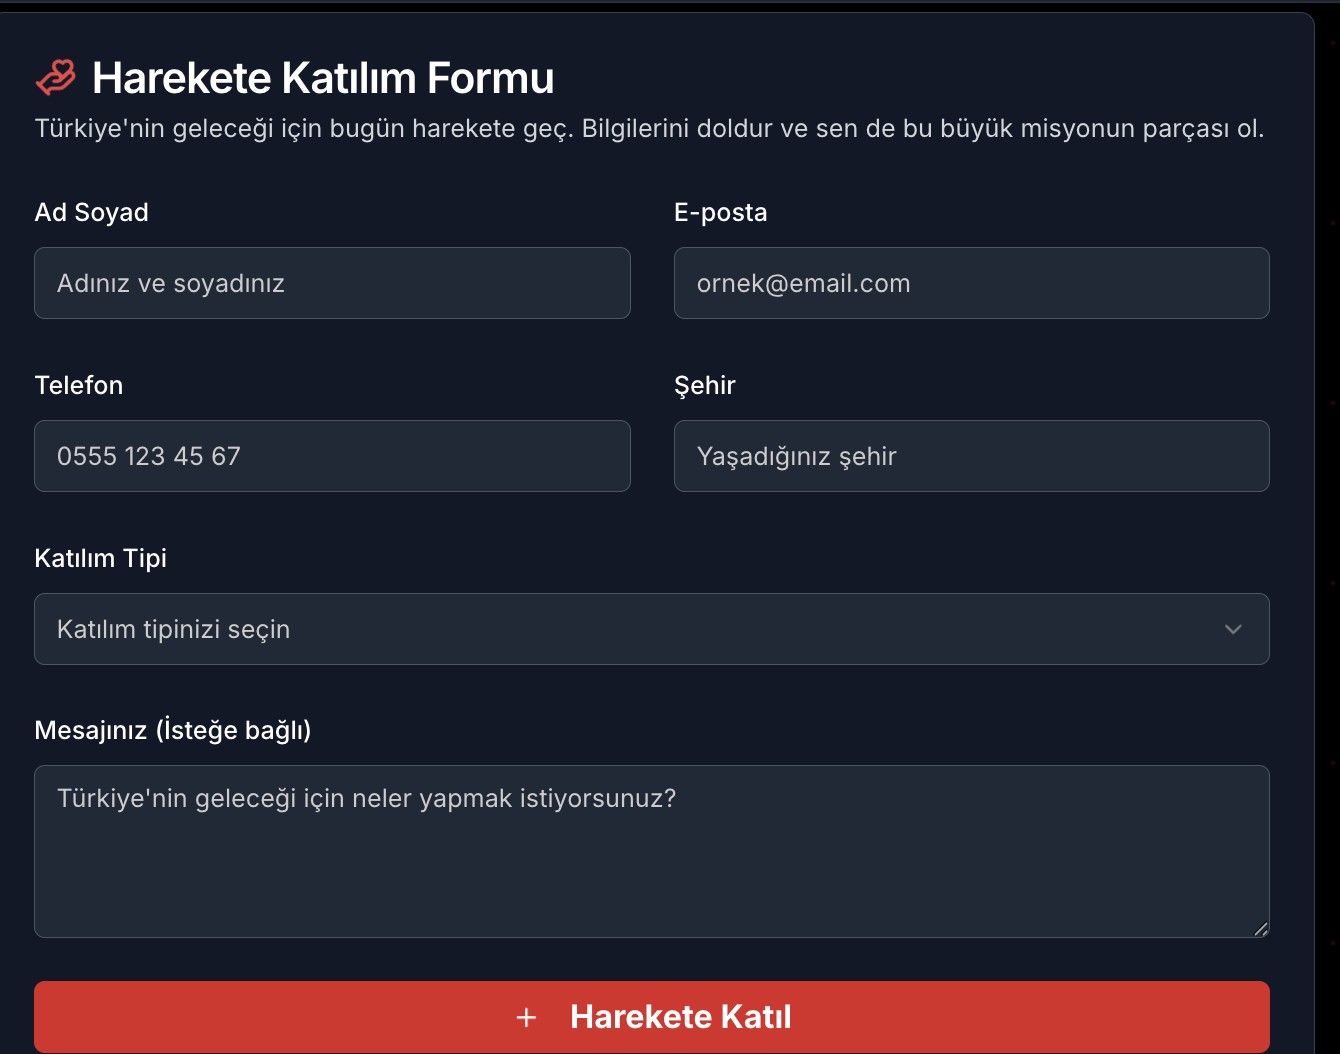 Harekete Katılım Formu
Türkiye'nin geleceği için bugün harekete geç. Bilgilerini doldur ve sen de bu büyük misyonun parçası ol.
Ad Soyad
E-posta
Adınız ve soyadınız
ornek@email.com
Telefon
Şehir
0555 123 45 67
Yaşadığınız şehir
Katılım Tipi
Katılım tipinizi seçin
Mesajınız (İsteğe bağlı)
Türkiye'nin geleceği için neler yapmak istiyorsunuz?
+ Harekete Katıl